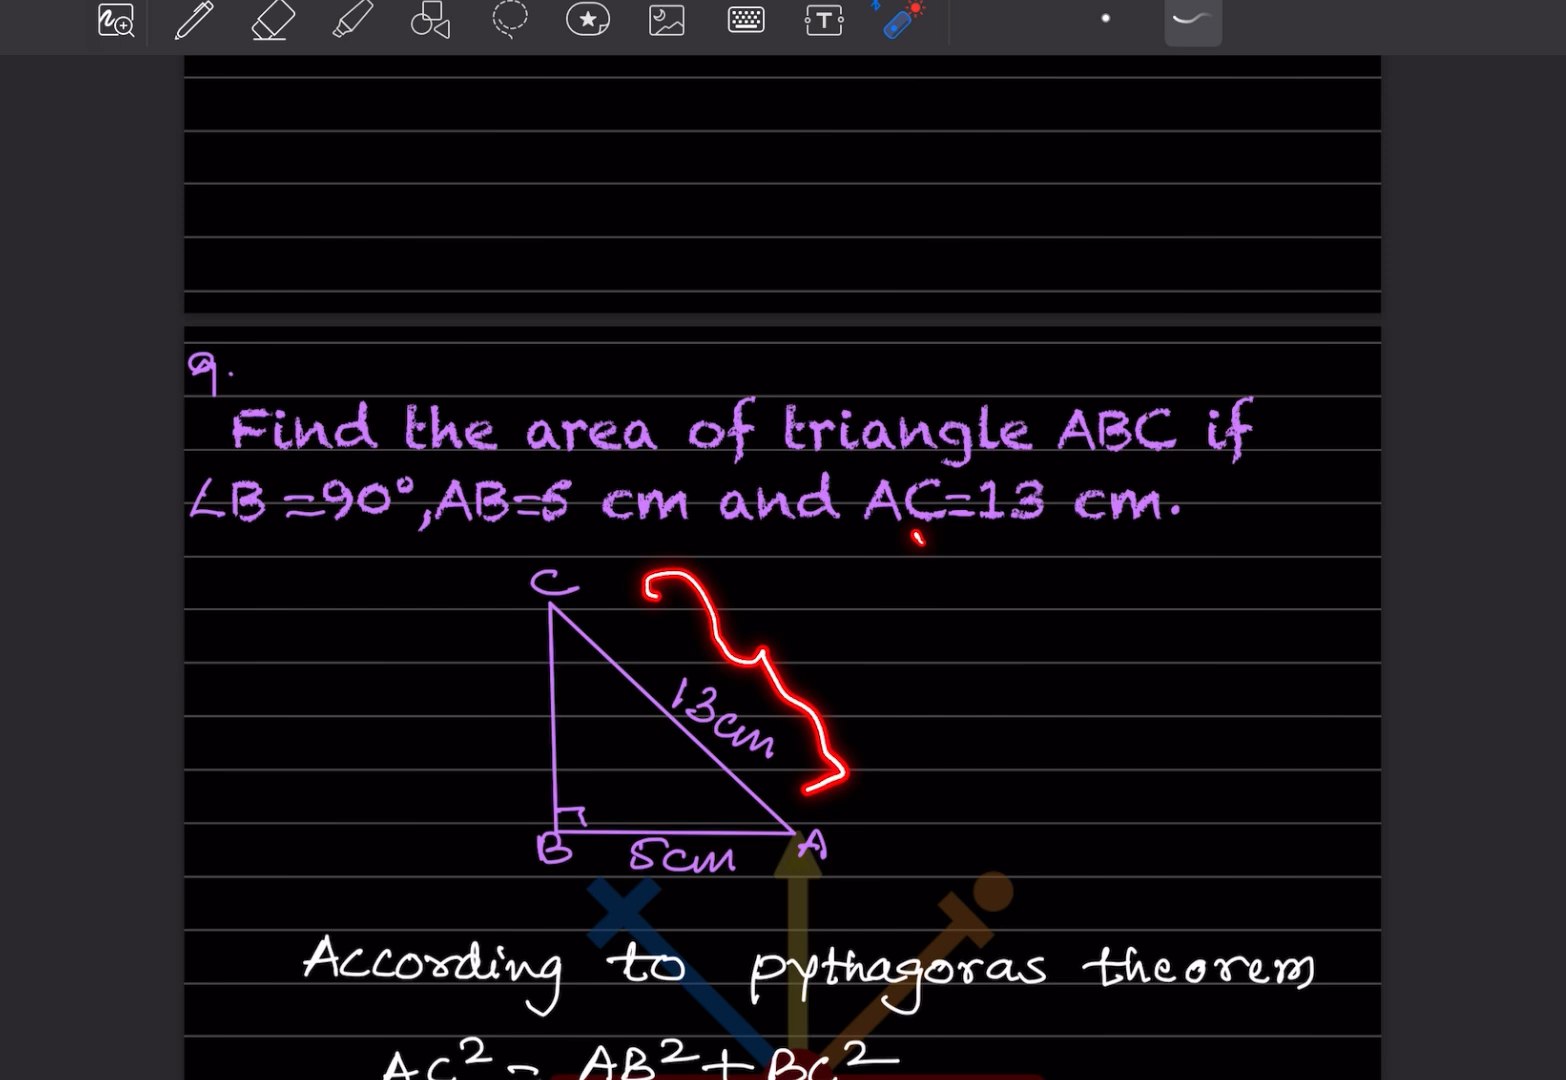 9.
Find the area of triangle ABC if
∠B=90°,AB=5 cm and AC=13 cm.
C
13cm
B
5cm
A
According to pythagoras theorem
AC² = AB²+BC²